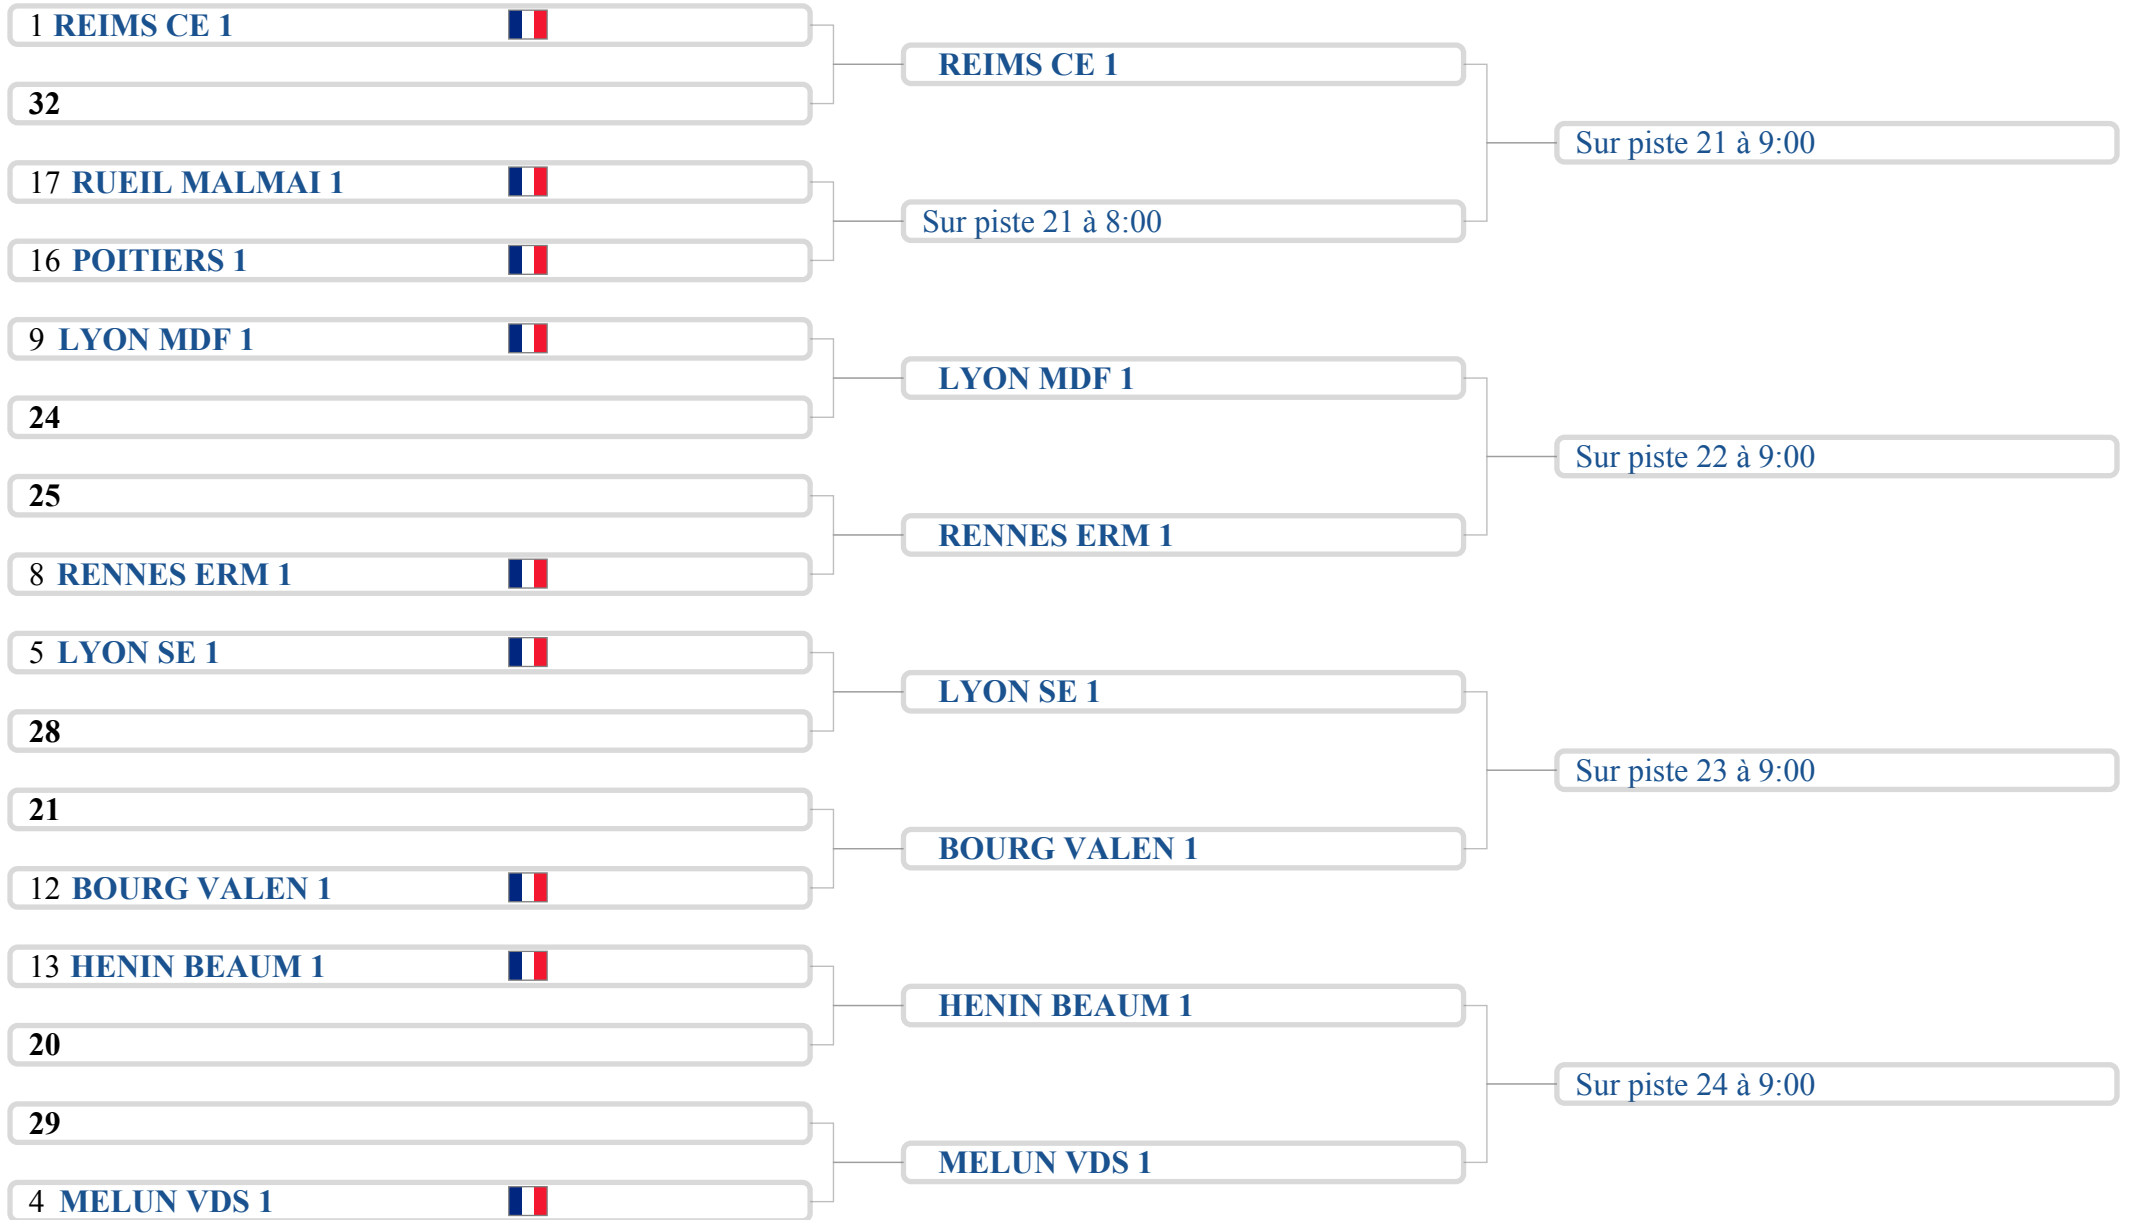 1 REIMS CE 1
32
17 RUEIL MALMAI 1
16 POITIERS 1
9 LYON MDF 1
24
25
8 RENNES ERM 1
5 LYON SE 1
28
21
12 BOURG VALEN 1
13 HENIN BEAUM 1
20
29
4 MELUN VDS 1
REIMS CE 1
Sur piste 21 à 8:00
LYON MDF 1
RENNES ERM 1
LYON SE 1
BOURG VALEN 1
HENIN BEAUM 1
MELUN VDS 1
Sur piste 21 à 9:00
Sur piste 22 à 9:00
Sur piste 23 à 9:00
Sur piste 24 à 9:00